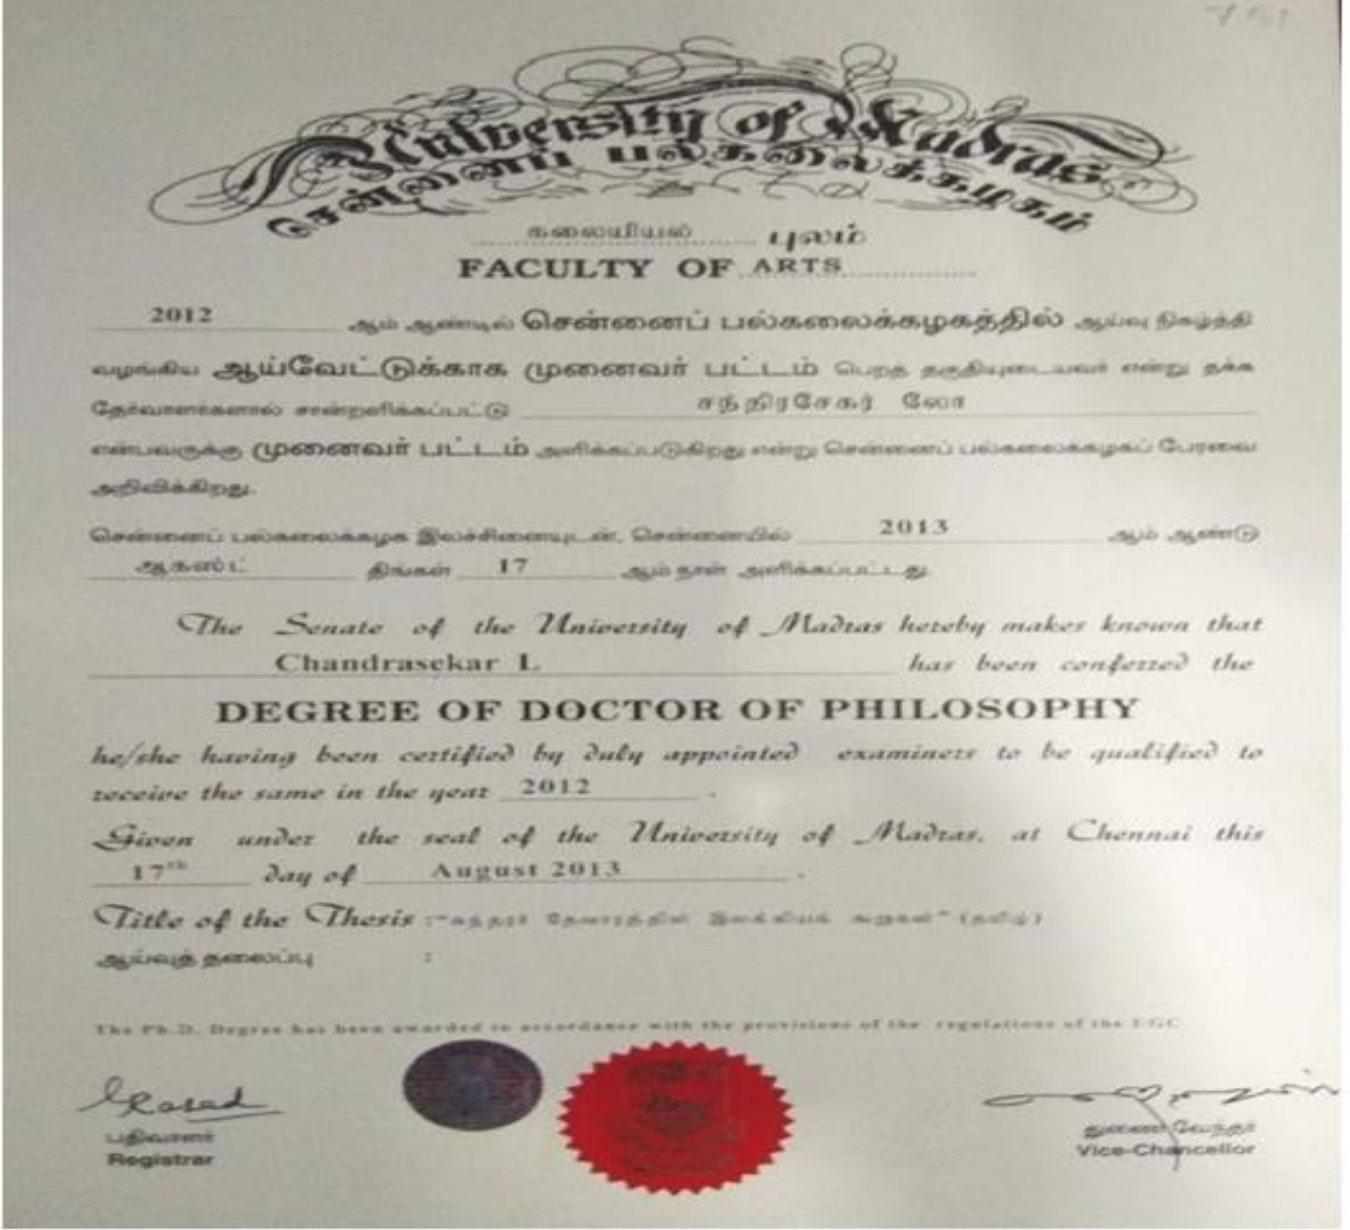 University of Madras
சென்னைப் பல்கலைக்கழகம்
கலையியல் புலம்
FACULTY OF ARTS
2012 ஆம் ஆண்டில் சென்னைப் பல்கலைக்கழகத்தில் ஆய்வு நிகழ்த்தி
வழங்கிய ஆய்வேட்டுக்காக முனைவர் பட்டம் பெறத் தகுதியுடையவர் என்று தக்க
தேர்வாளர்களால் சான்றளிக்கப்பட்டு சந்திரசேகர் லோ
என்பவருக்கு முனைவர் பட்டம் அளிக்கப்படுகிறது என்று சென்னைப் பல்கலைக்கழகப் பேரவை
அறிவிக்கிறது.
சென்னைப் பல்கலைக்கழக இலச்சினையுடன், சென்னையில் 2013 ஆம் ஆண்டு
ஆகஸ்ட் திங்கள் 17 ஆம் நாள் அளிக்கப்பட்டது.
The Senate of the University of Madras hereby makes known that
Chandrasekar L has been conferred the
DEGREE OF DOCTOR OF PHILOSOPHY
he/she having been certified by duly appointed examiners to be qualified to
receive the same in the year 2012 .
Given under the seal of the University of Madras, at Chennai this
17th day of August 2013 .
Title of the Thesis : "சுந்தரர் தேவாரத்தில் இலக்கியக் கூறுகள்" (தமிழ்)
ஆய்வுத் தலைப்பு :
The Ph.D. Degree has been awarded in accordance with the provisions of the regulations of the UGC
பதிவாளர்
Registrar
துணை வேந்தர்
Vice-Chancellor